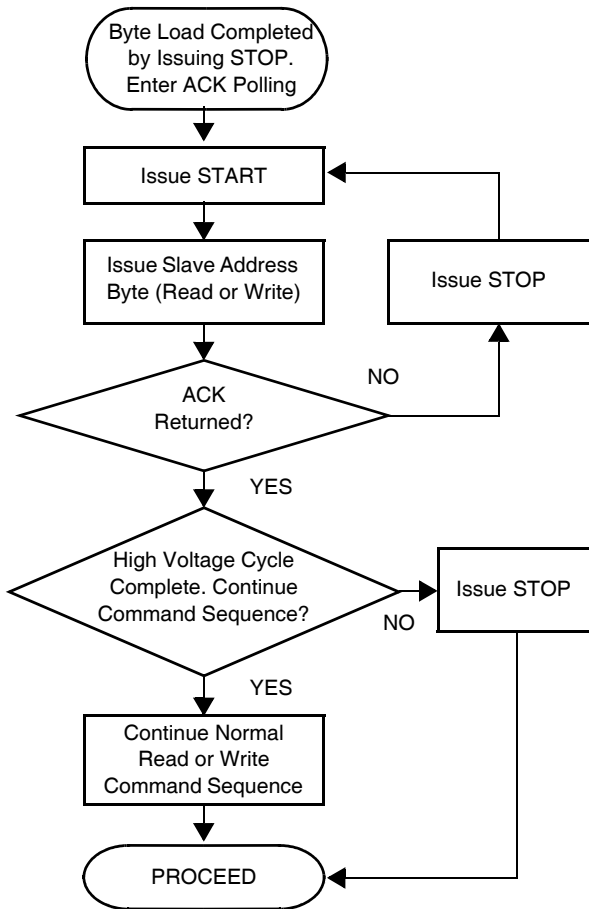 Byte Load Completed
by Issuing STOP.
Enter ACK Polling
Issue START
Issue Slave Address
Byte (Read or Write)
Issue STOP
ACK
Returned?
NO
YES
High Voltage Cycle
Complete. Continue
Command Sequence?
Issue STOP
NO
YES
Continue Normal
Read or Write
Command Sequence
PROCEED